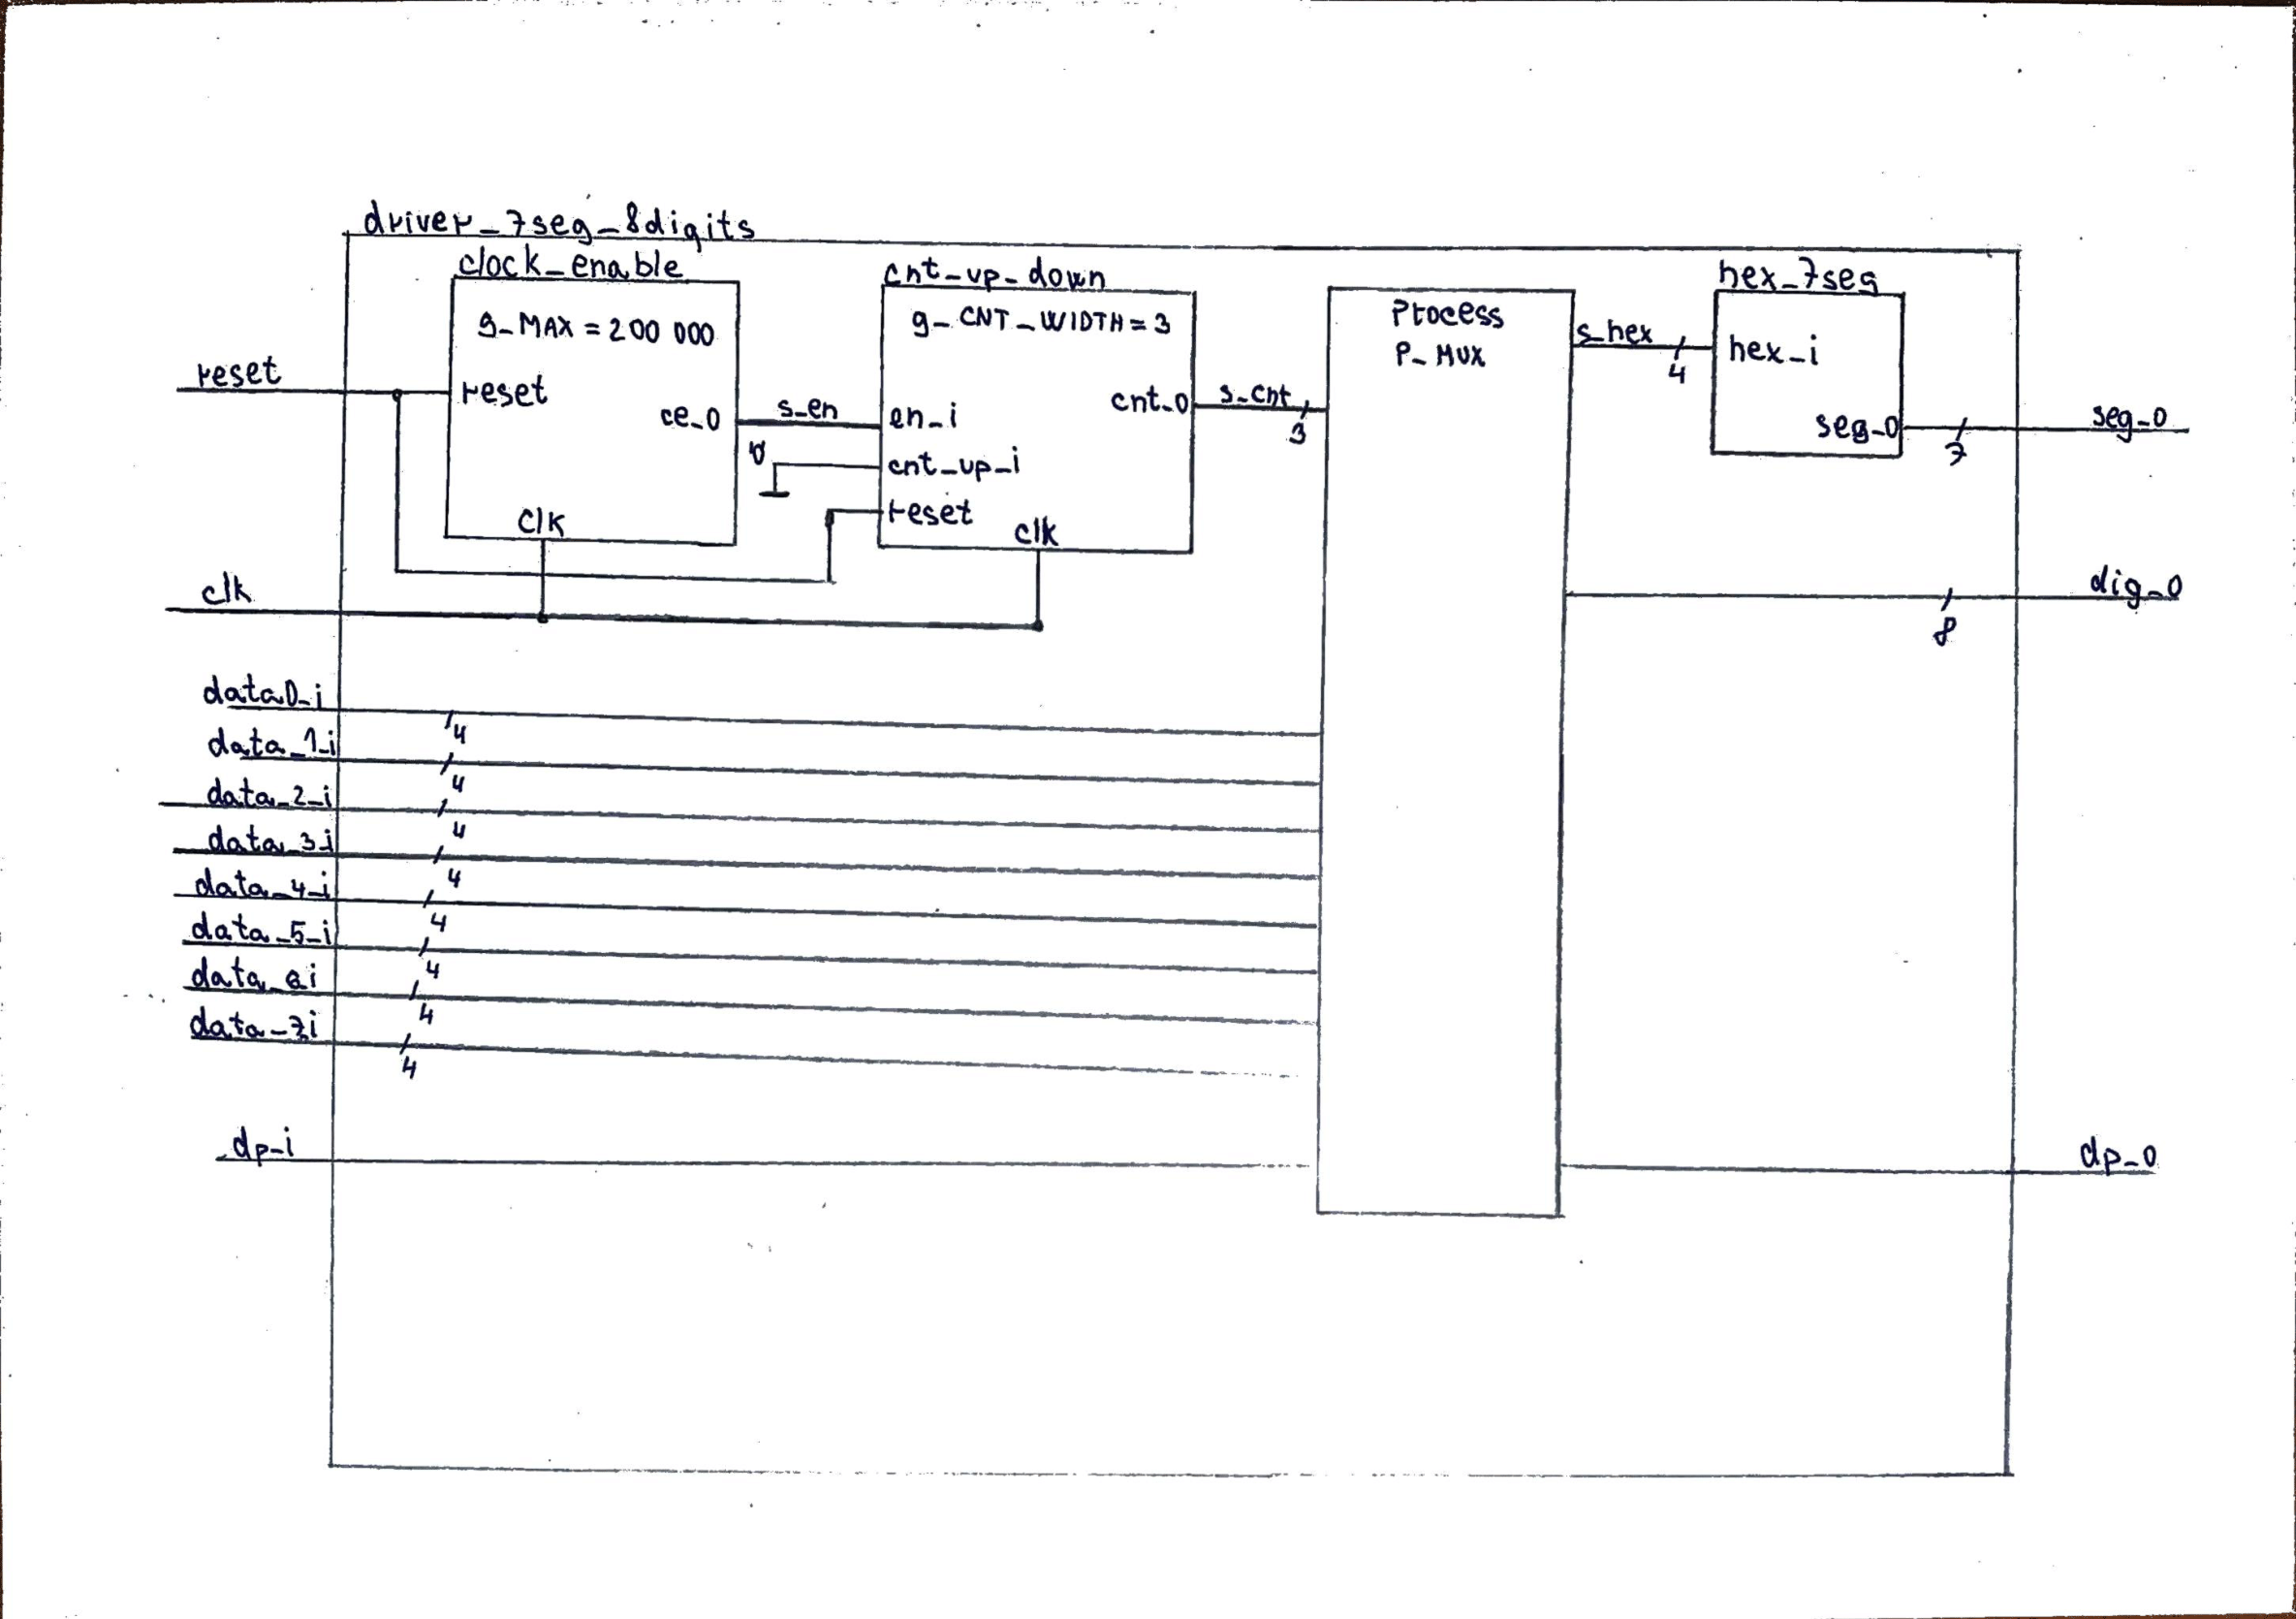 driver_7seg_8digits
clock_enable
g_MAX = 200 000
reset
ce_0
clk
cnt_up_down
g_CNT_WIDTH = 3
en_i
cnt_up_i
reset
clk
cnt_0
Process
P_MUX
hex_7seg
hex_i
seg_0
reset
s_en
0
s_cnt
3
s_hex
4
7
seg_0
clk
8
dig_0
data0_i
4
data_1_i
4
data_2_i
4
data_3_i
4
data_4_i
4
data_5_i
4
data_6i
4
data_7i
4
dp_i
dp_0